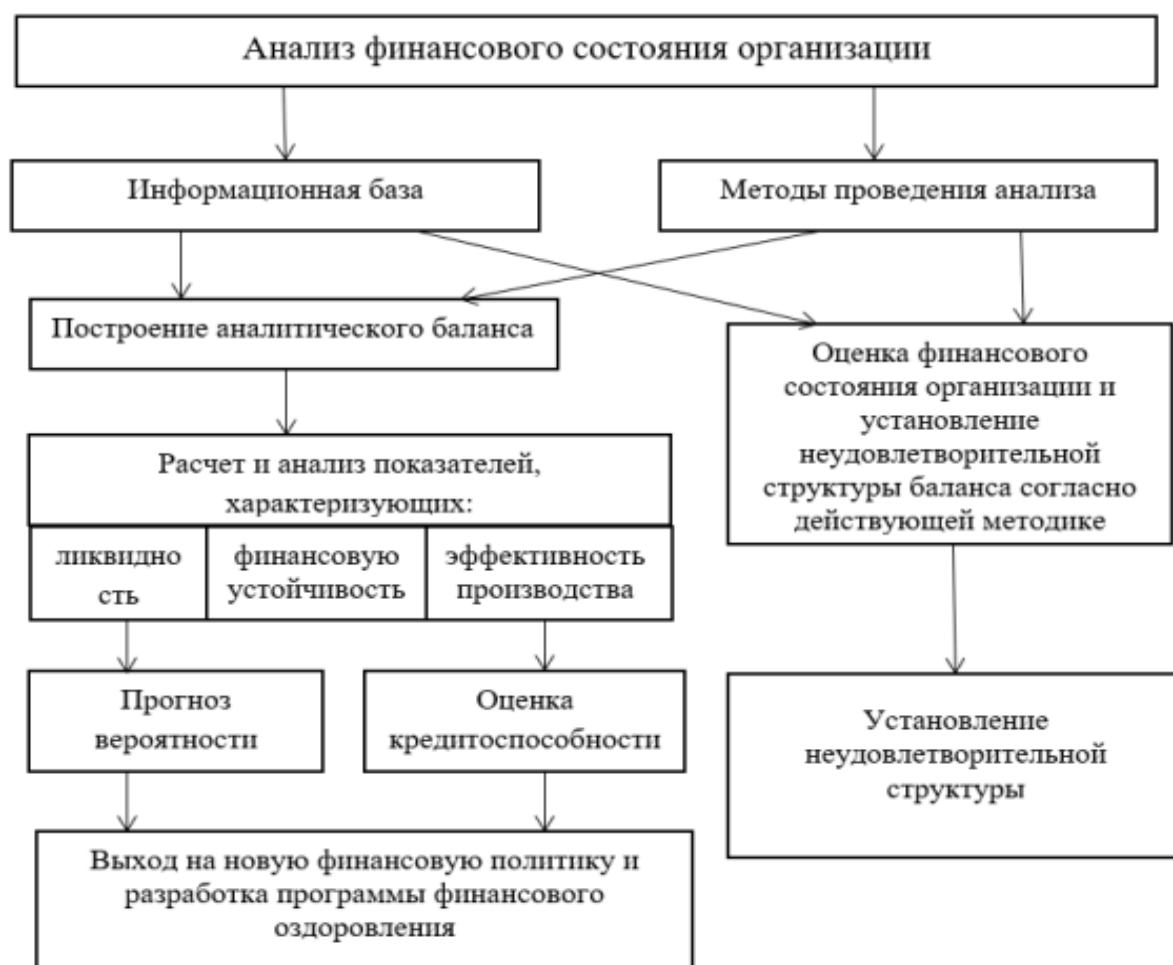 Анализ финансового состояния организации
Информационная база
Методы проведения анализа
Построение аналитического баланса
Оценка финансового
состояния организации и
установление
неудовлетворительной
структуры баланса согласно
действующей методике
Расчет и анализ показателей,
характеризующих:
ликвидно
сть
финансовую
устойчивость
эффективность
производства
Прогноз
вероятности
Оценка
кредитоспособности
Установление
неудовлетворительной
структуры
Выход на новую финансовую политику и
разработка программы финансового
оздоровления